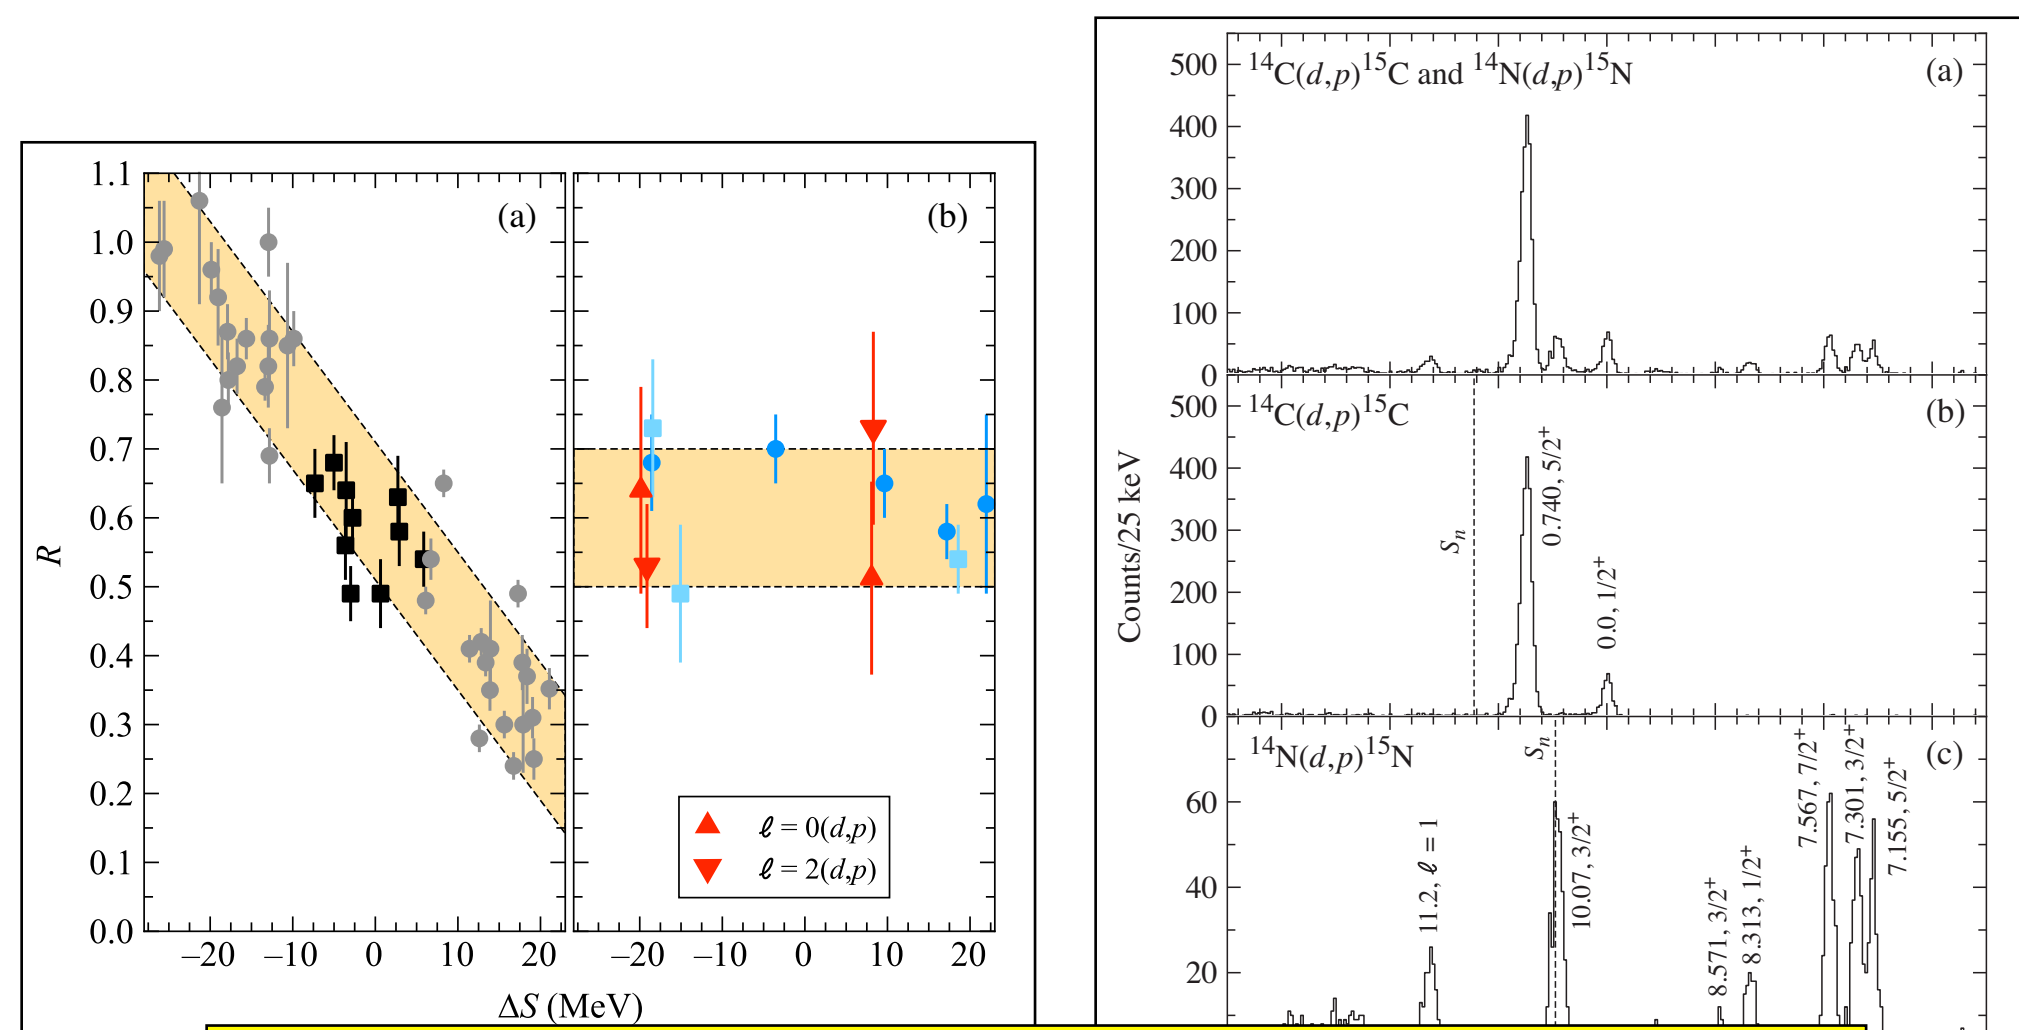 1.1
1.0
0.9
0.8
0.7
0.6
0.5
0.4
0.3
0.2
0.1
0.0
R
(a)
(b)
ℓ = 0(d,p)
ℓ = 2(d,p)
−20 −10 0 10 20
−20 −10 0 10 20
ΔS (MeV)
Counts/25 keV
500
400
300
200
100
0
¹⁴C(d,p)¹⁵C and ¹⁴N(d,p)¹⁵N
(a)
500
400
300
200
100
0
¹⁴C(d,p)¹⁵C
(b)
Sₙ
0.740, 5/2⁺
0.0, 1/2⁺
60
40
20
¹⁴N(d,p)¹⁵N
(c)
Sₙ
11.2, ℓ = 1
10.07, 3/2⁺
8.571, 3/2⁺
8.313, 1/2⁺
7.567, 7/2⁺
7.301, 3/2⁺
7.155, 5/2⁺